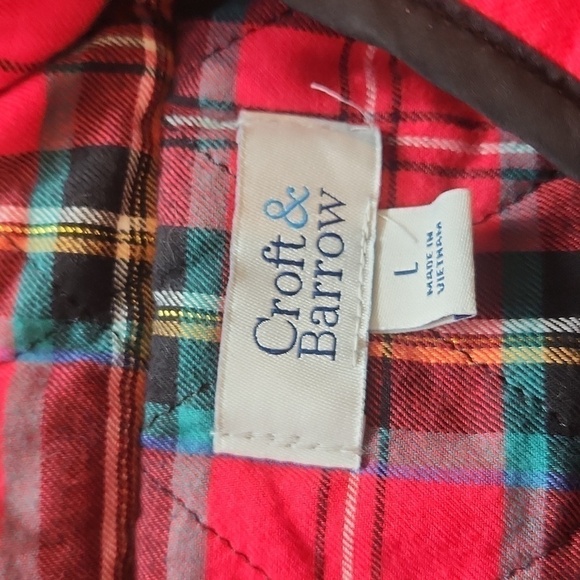 Croft &
Barrow
L
MADE IN
VIETNAM